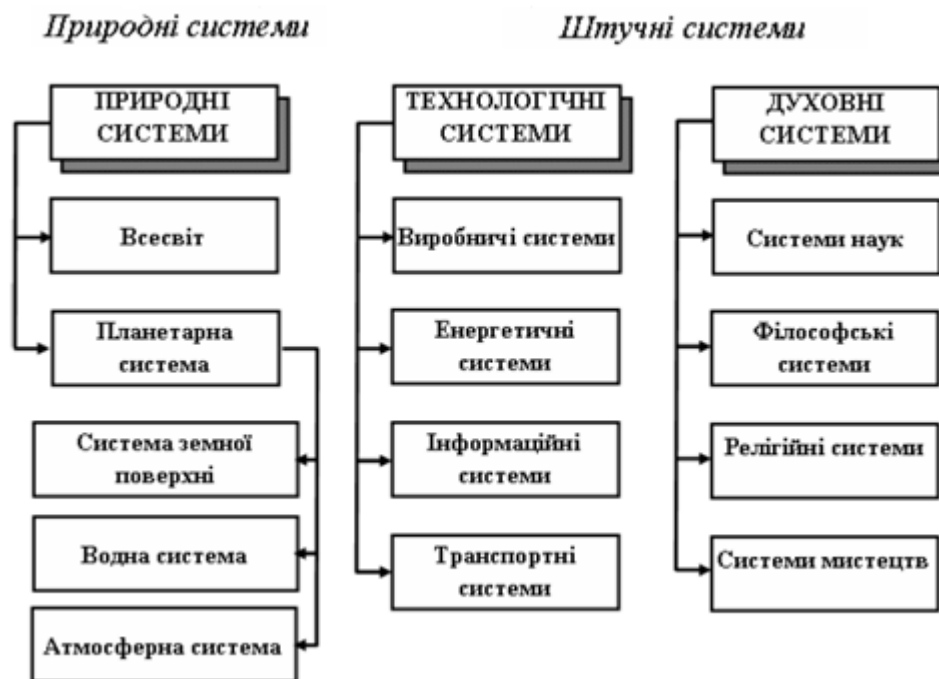 Природні системи
Штучні системи
ПРИРОДНІ
СИСТЕМИ
Всесвіт
Планетарна
система
Система земної
поверхні
Водна система
Атмосферна система
ТЕХНОЛОГІЧНІ
СИСТЕМИ
Виробничі системи
Енергетичні
системи
Інформаційні
системи
Транспортні
системи
ДУХОВНІ
СИСТЕМИ
Системи наук
Філософські
системи
Релігійні системи
Системи мистецтв